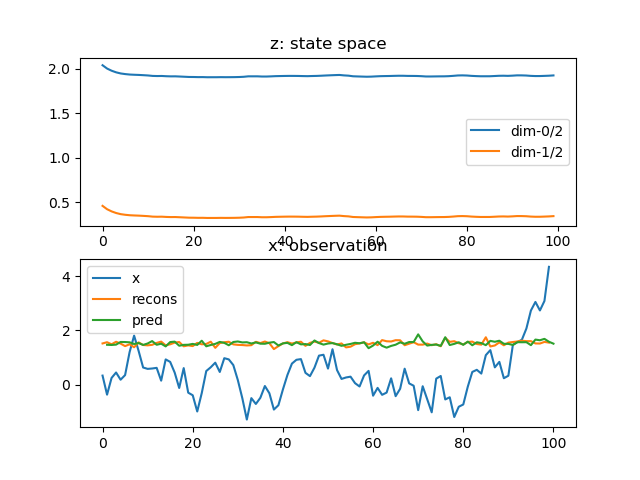 z: state space
2.0
1.5
1.0
0.5
dim-0/2
dim-1/2
0 20 40 60 80 100
x: observation
4
2
0
x
recons
pred
0 20 40 60 80 100